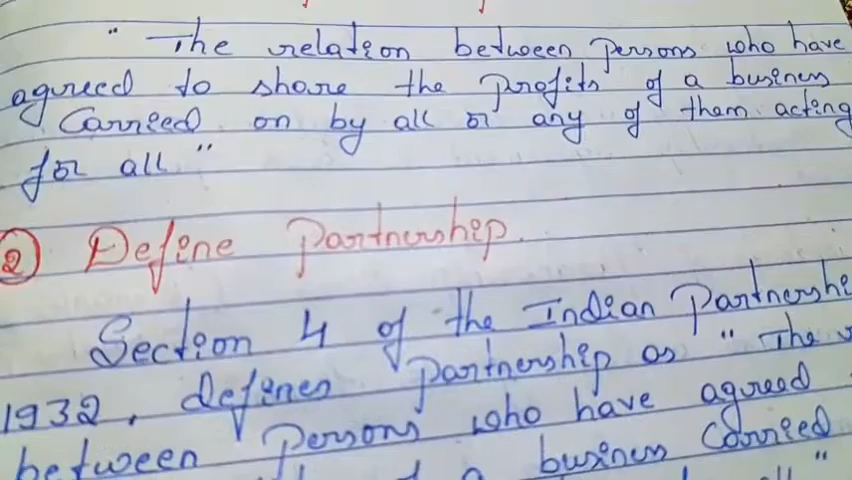 " The relation between persons who have
agreed to share the profits of a business
Carried on by all or any of them acting
for all "
2 Define Partnership.
Section 4 of the Indian Partnershi
1932, defines partnership as " The
between persons who have agreed
a business carried
all "